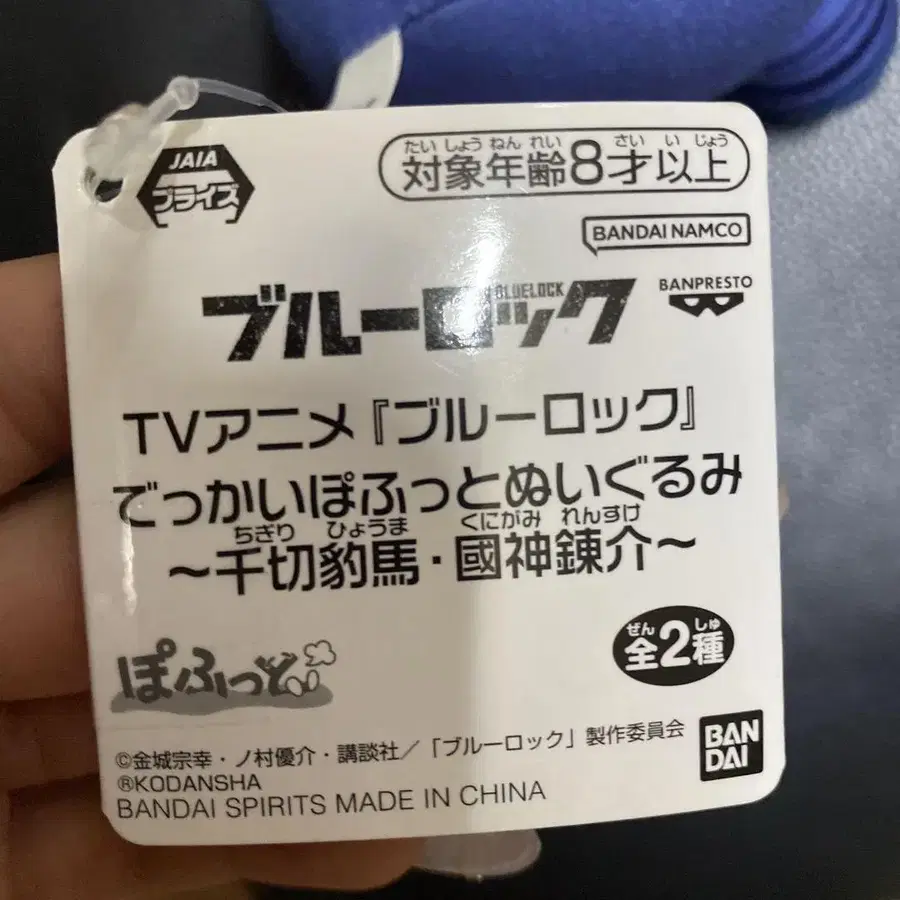 JAIA
プライズ
たいしょうねんれい さいいじょう
対象年齢8才以上
BANDAI NAMCO
BANPRESTO
BLUELOCK
ブルーロック
TVアニメ『ブルーロック』
でっかいぽふっとぬいぐるみ
ちぎり ひょうま くにがみ れんすけ
～千切豹馬・國神錬介～
ぜん しゅ
全2種
ぽふっと
©金城宗幸・ノ村優介・講談社／「ブルーロック」製作委員会
®KODANSHA
BANDAI SPIRITS MADE IN CHINA
BAN
DAI